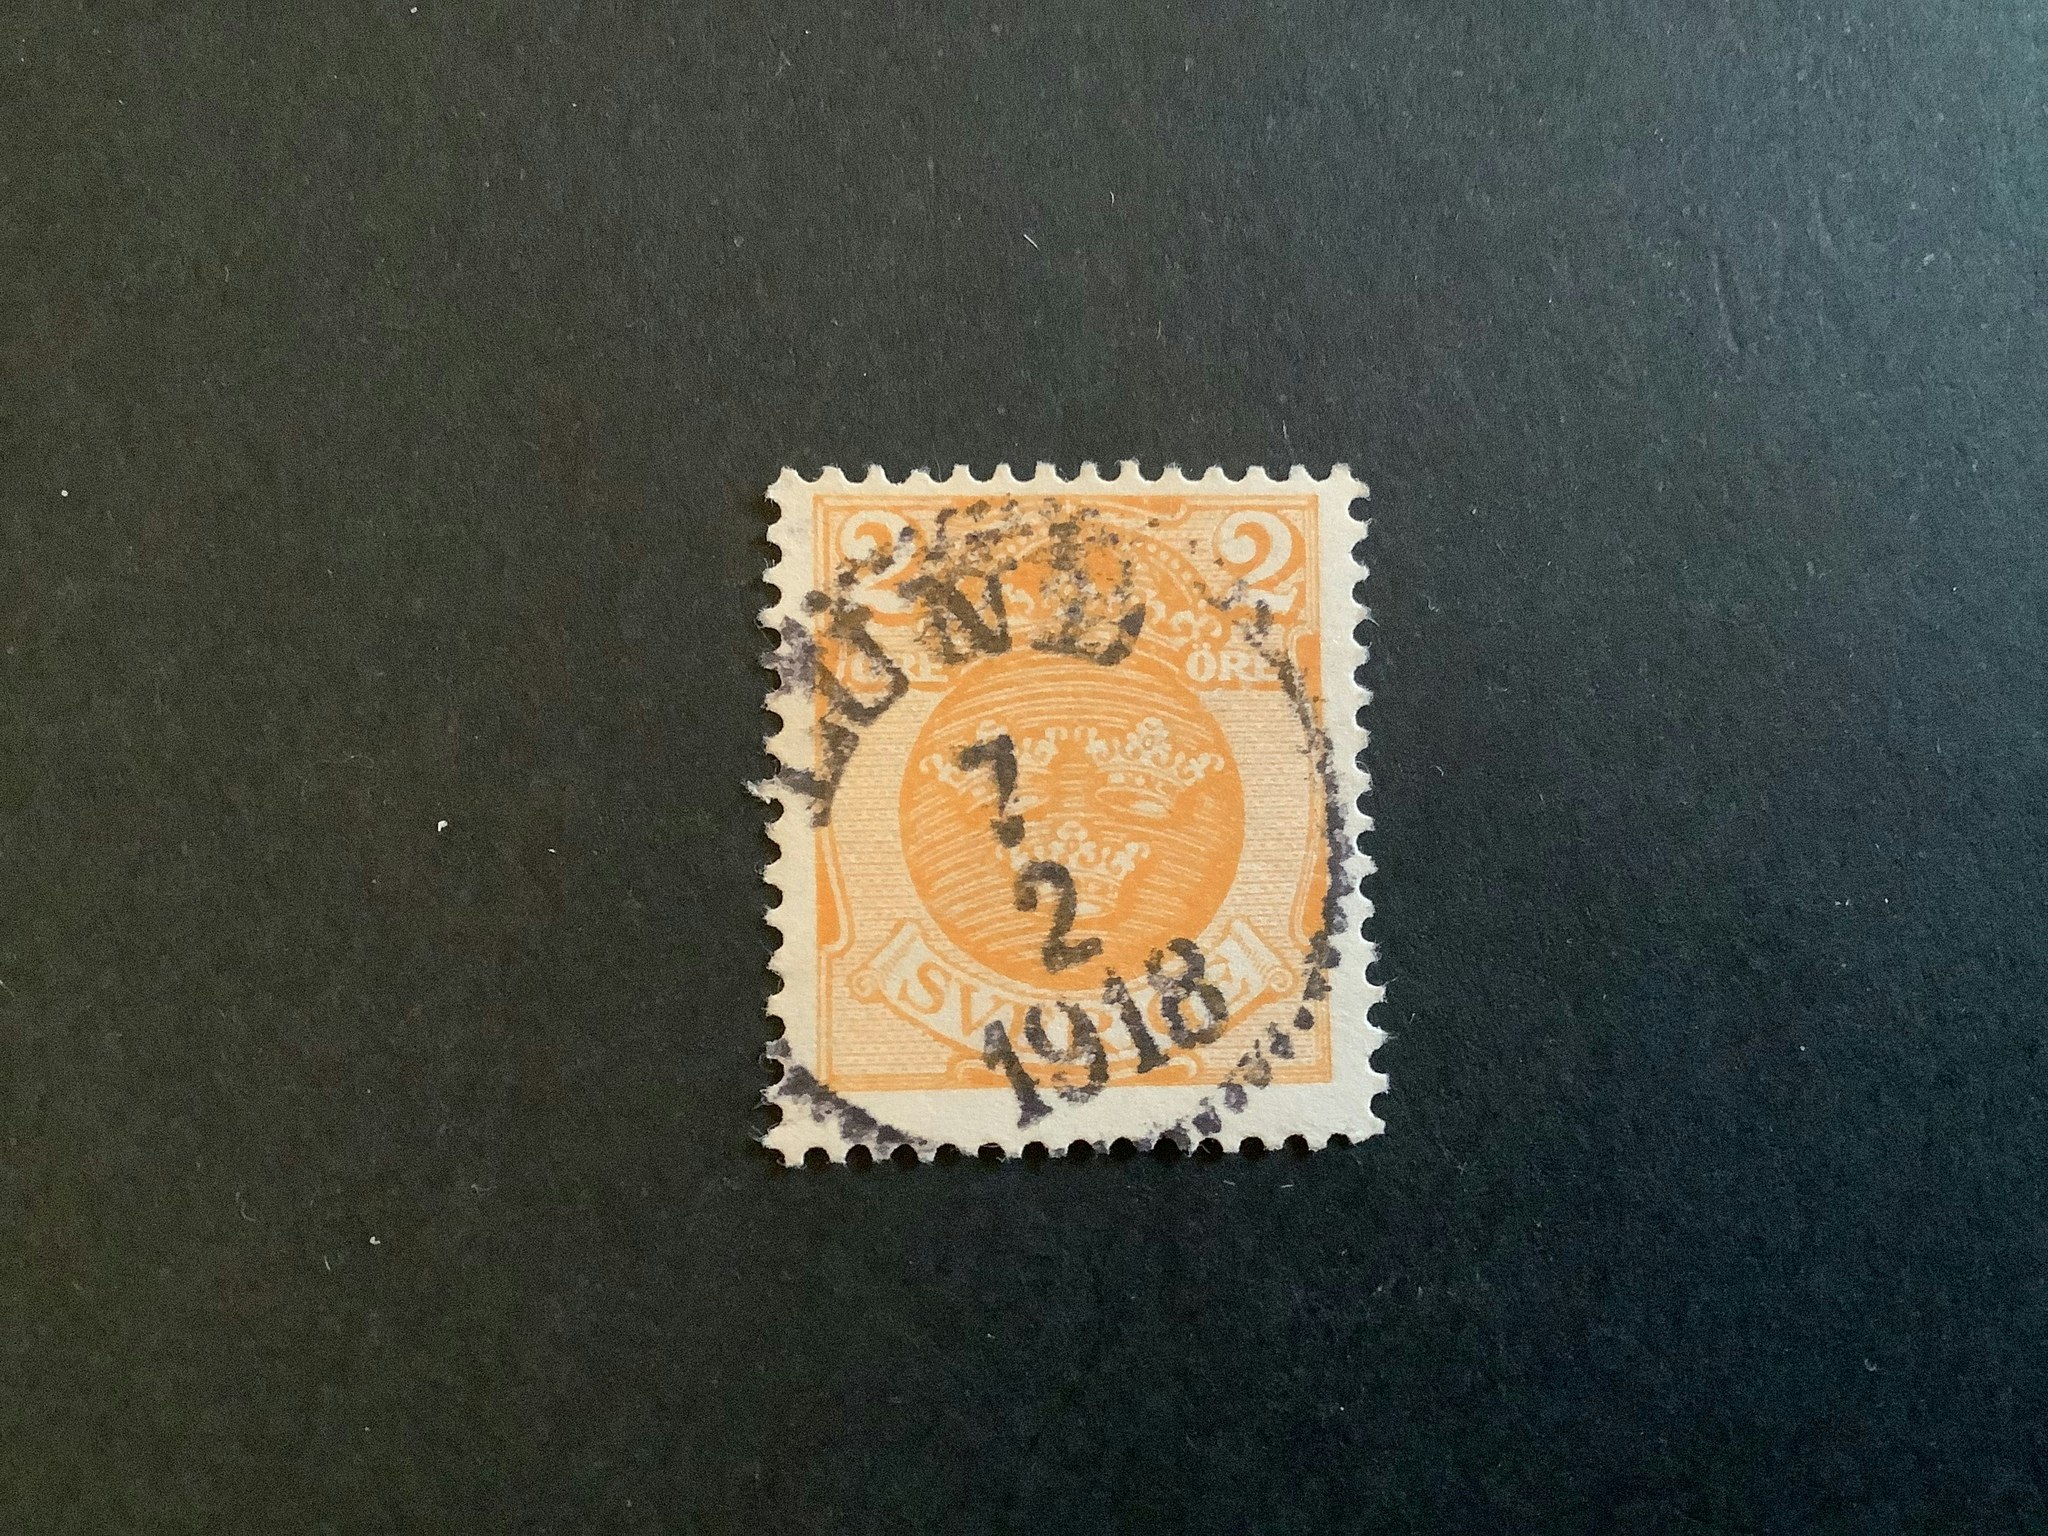 2 2
ÖRE ÖRE
SVERIGE
LUND
7.
2
1918